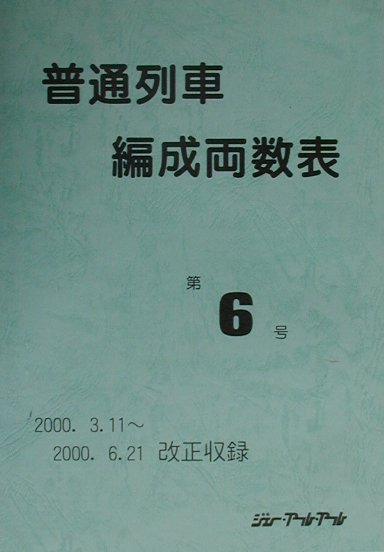 普通列車
編成両数表
第
6
号
2000. 3.11～
2000. 6.21 改正収録
ジェー・アール・アール